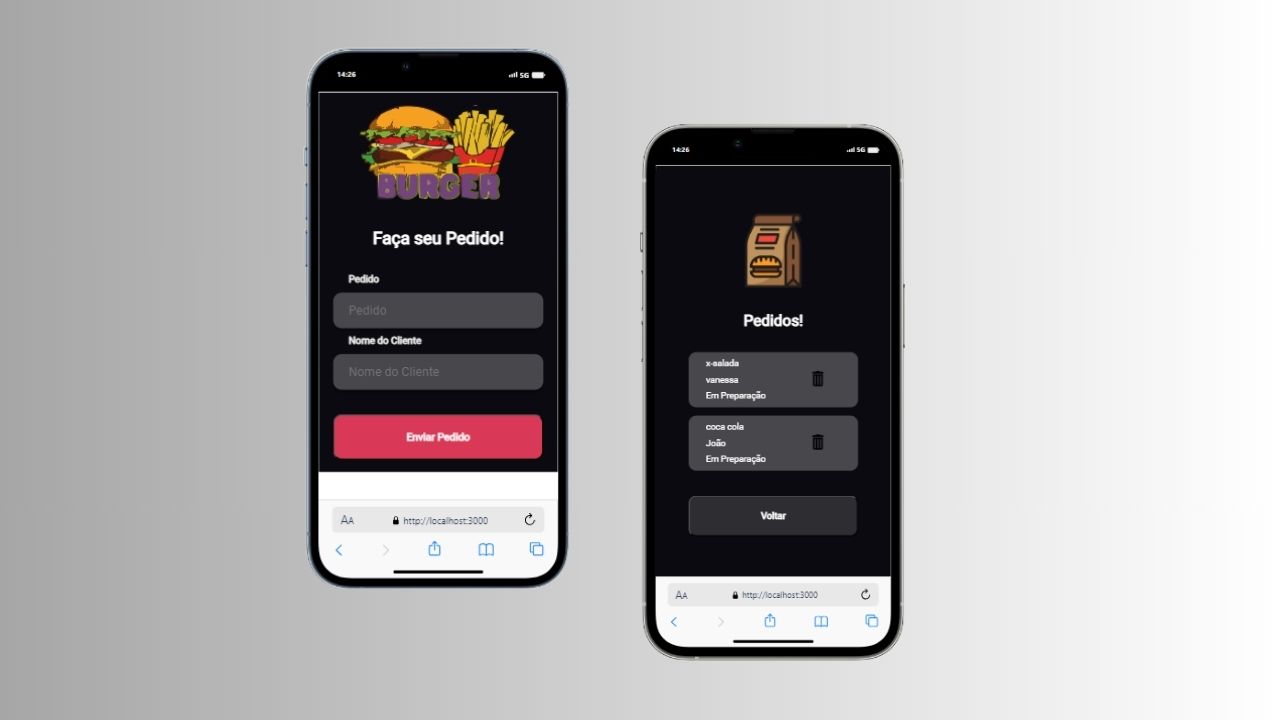 14:26
5G
BURGER
Faça seu Pedido!
Pedido
Pedido
Nome do Cliente
Nome do Cliente
Enviar Pedido
AA
http://localhost:3000
14:26
5G
Pedidos!
x-salada
vanessa
Em Preparação
coca cola
João
Em Preparação
Voltar
AA
http://localhost:3000